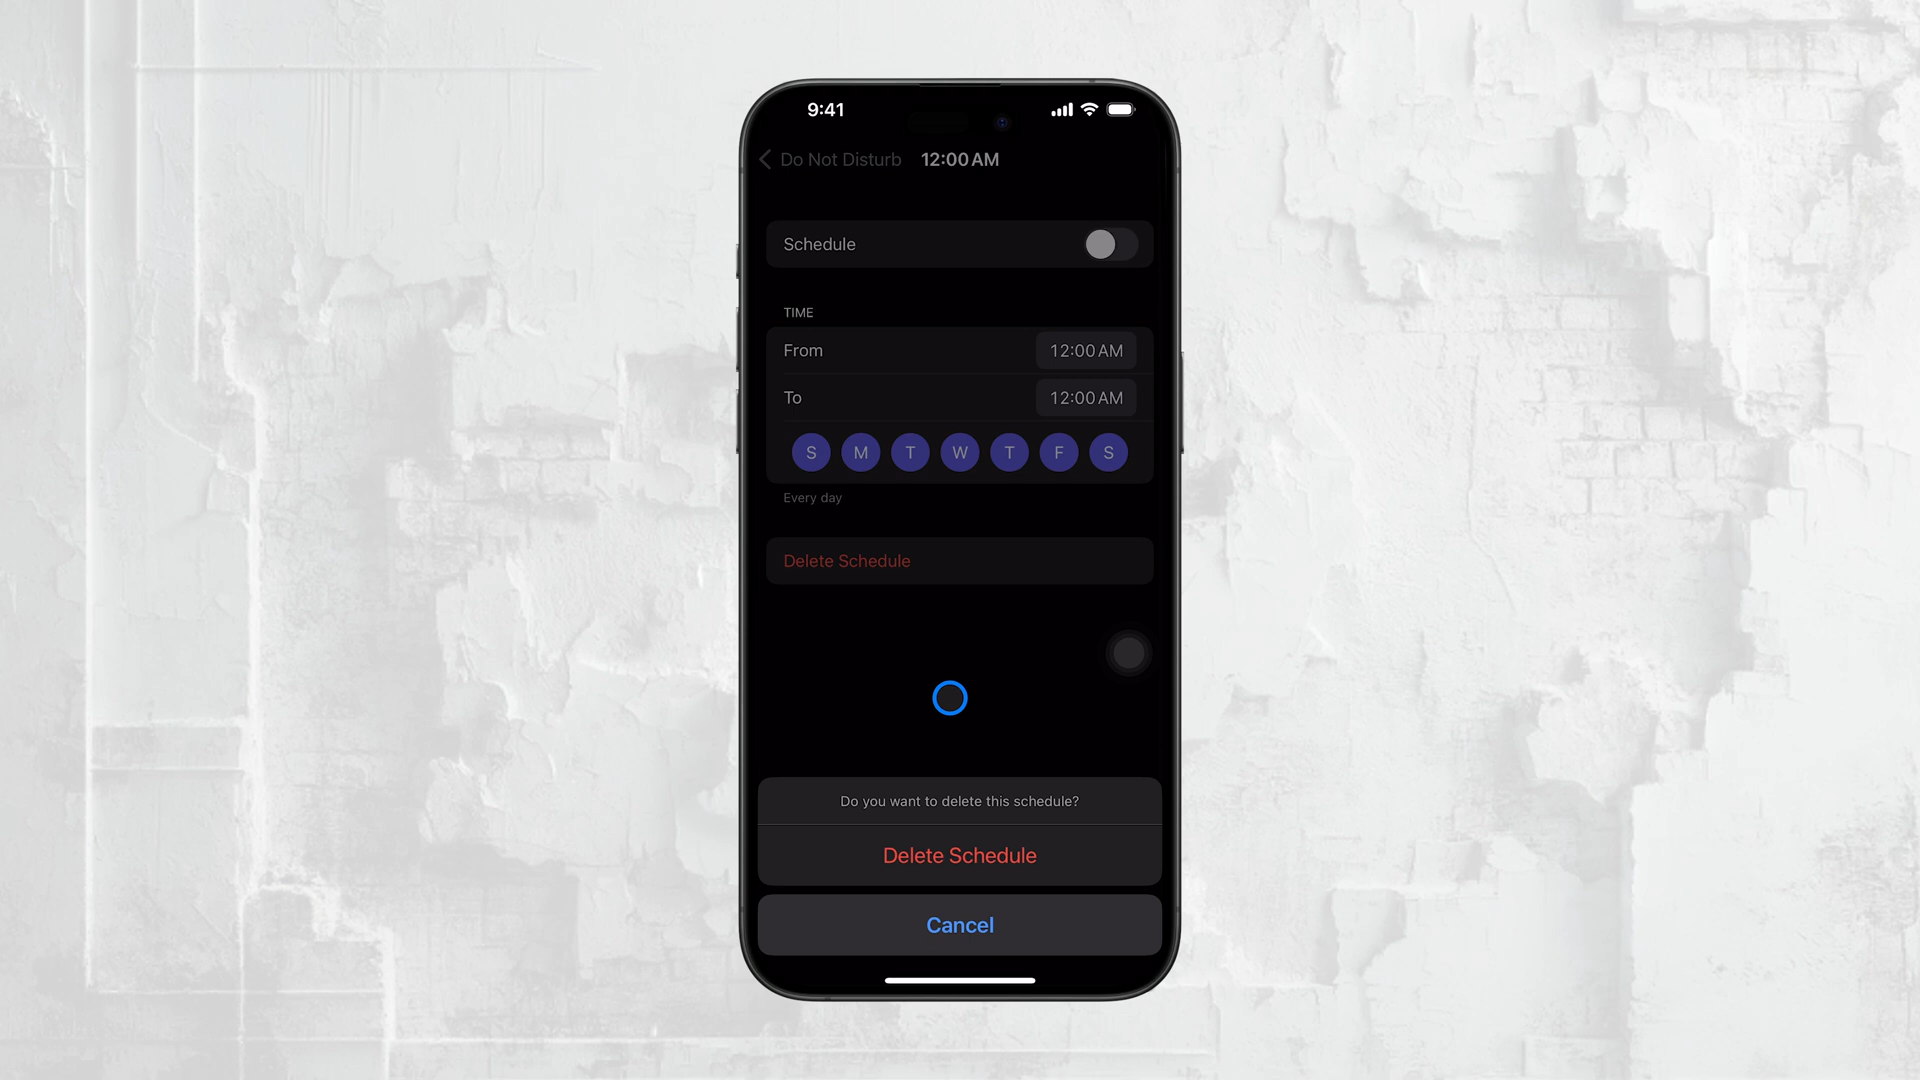 9:41
Do Not Disturb 12:00 AM
Schedule
TIME
From 12:00 AM
To 12:00 AM
S M T W T F S
Every day
Delete Schedule
Do you want to delete this schedule?
Delete Schedule
Cancel